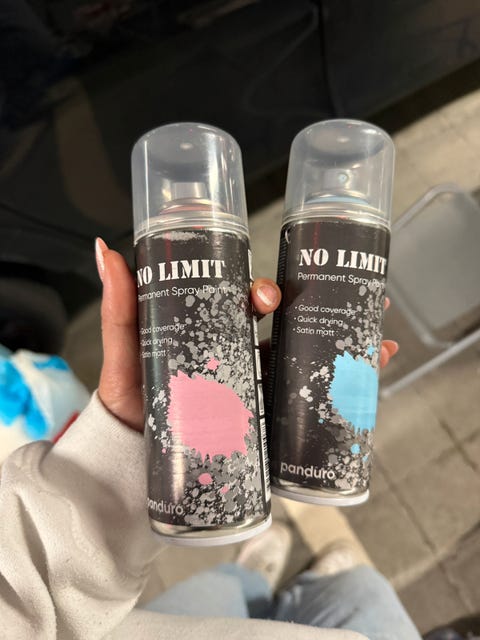 NO LIMIT
Permanent Spray Paint
• Good coverage
• Quick drying
• Satin matt
panduro
NO LIMIT
Permanent Spray Paint
• Good coverage
• Quick drying
• Satin matt
panduro